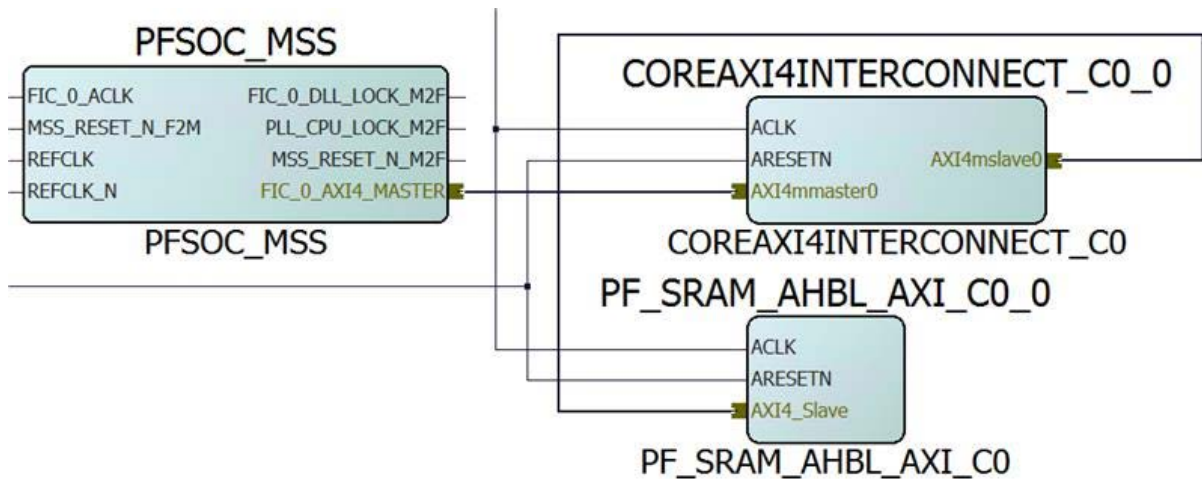 PFSOC_MSS
FIC_0_ACLK FIC_0_DLL_LOCK_M2F
MSS_RESET_N_F2M PLL_CPU_LOCK_M2F
REFCLK MSS_RESET_N_M2F
REFCLK_N FIC_0_AXI4_MASTER
PFSOC_MSS
COREAXI4INTERCONNECT_C0_0
ACLK
ARESETN AXI4mslave0
AXI4mmaster0
COREAXI4INTERCONNECT_C0
PF_SRAM_AHBL_AXI_C0_0
ACLK
ARESETN
AXI4_Slave
PF_SRAM_AHBL_AXI_C0